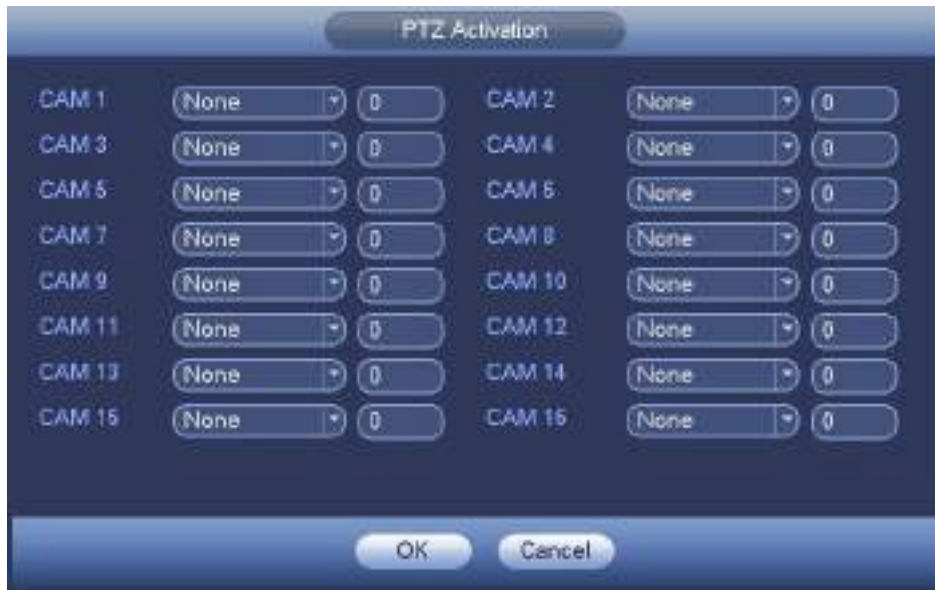 PTZ Activation
CAM 1 None 0 CAM 2 None 0
CAM 3 None 0 CAM 4 None 0
CAM 5 None 0 CAM 6 None 0
CAM 7 None 0 CAM 8 None 0
CAM 9 None 0 CAM 10 None 0
CAM 11 None 0 CAM 12 None 0
CAM 13 None 0 CAM 14 None 0
CAM 15 None 0 CAM 16 None 0
OK Cancel